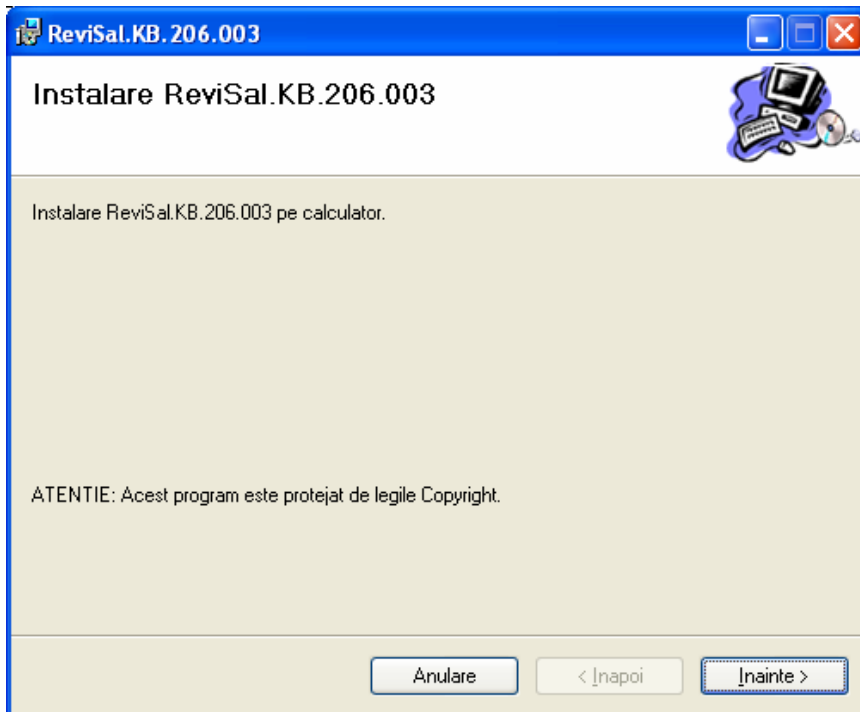 ReviSal.KB.206.003
Instalare ReviSal.KB.206.003
Instalare ReviSal.KB.206.003 pe calculator.
ATENTIE: Acest program este protejat de legile Copyright.
Anulare
< Inapoi
Inainte >